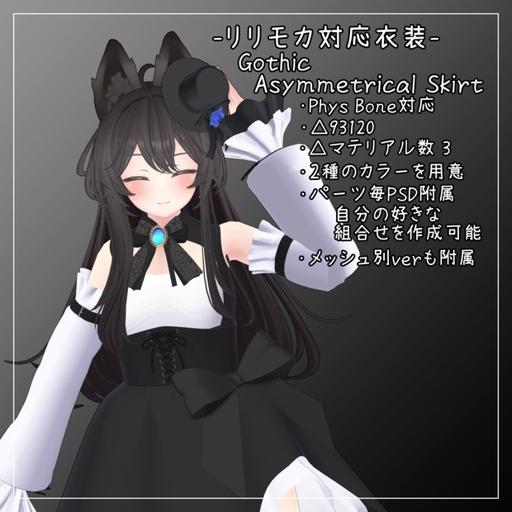 -リリモカ対応衣装-
Gothic
Asymmetrical Skirt
・Phys Bone対応
・△93120
・△マテリアル数 3
・2種のカラーを用意
・パーツ毎PSD附属
自分の好きな
組合せを作成可能
・メッシュ別verも附属